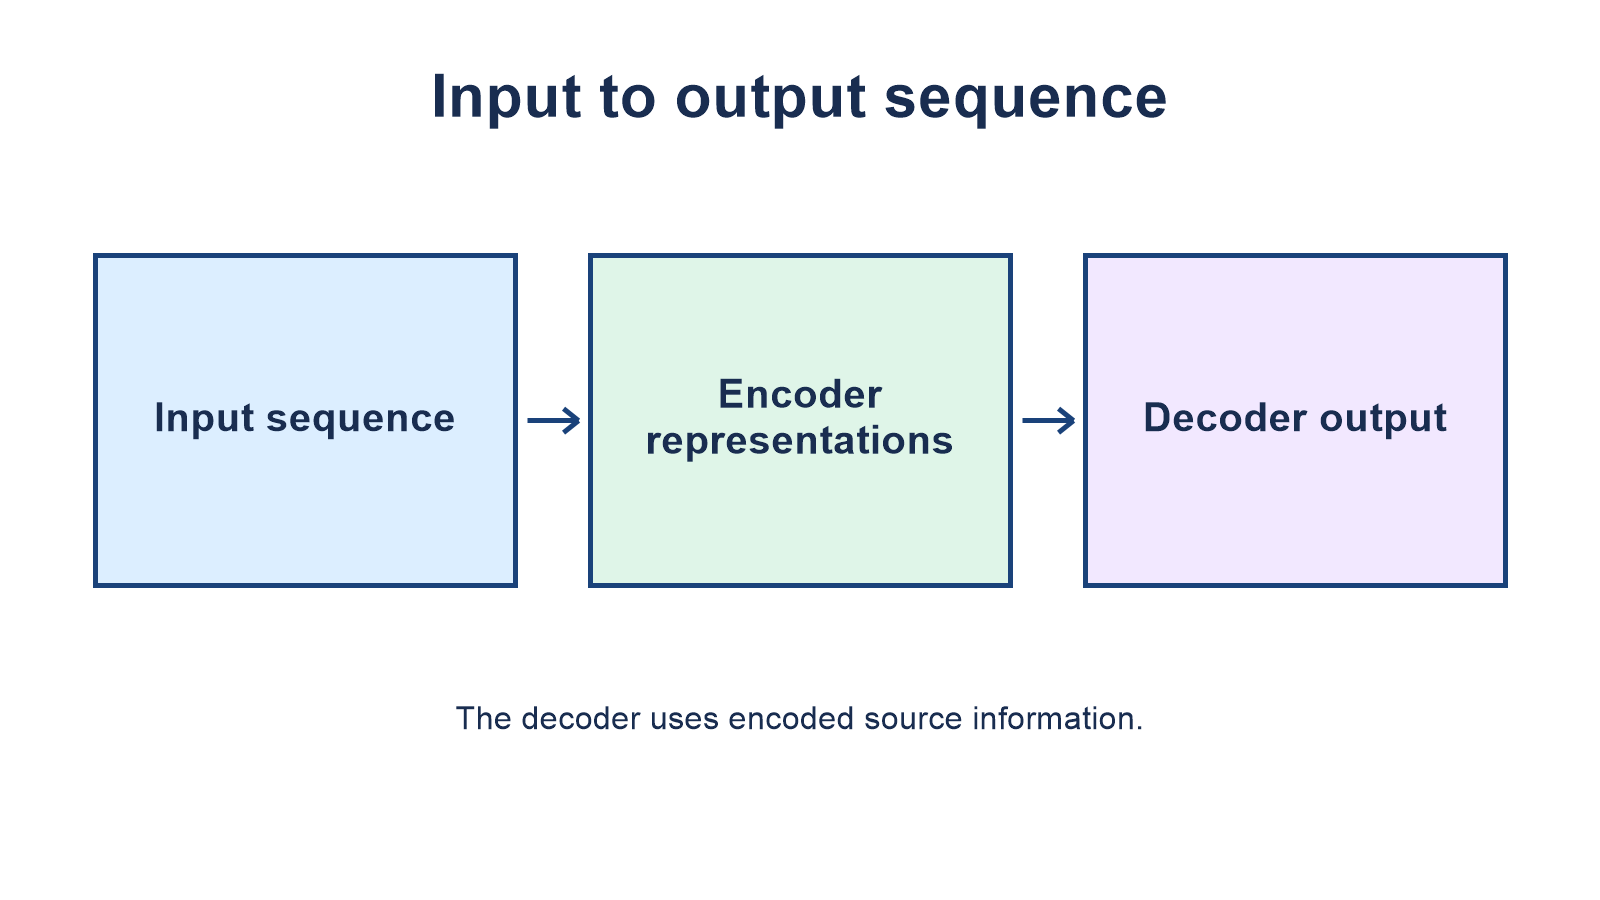 Input to output sequence
Input sequence
Encoder
representations
Decoder output
The decoder uses encoded source information.